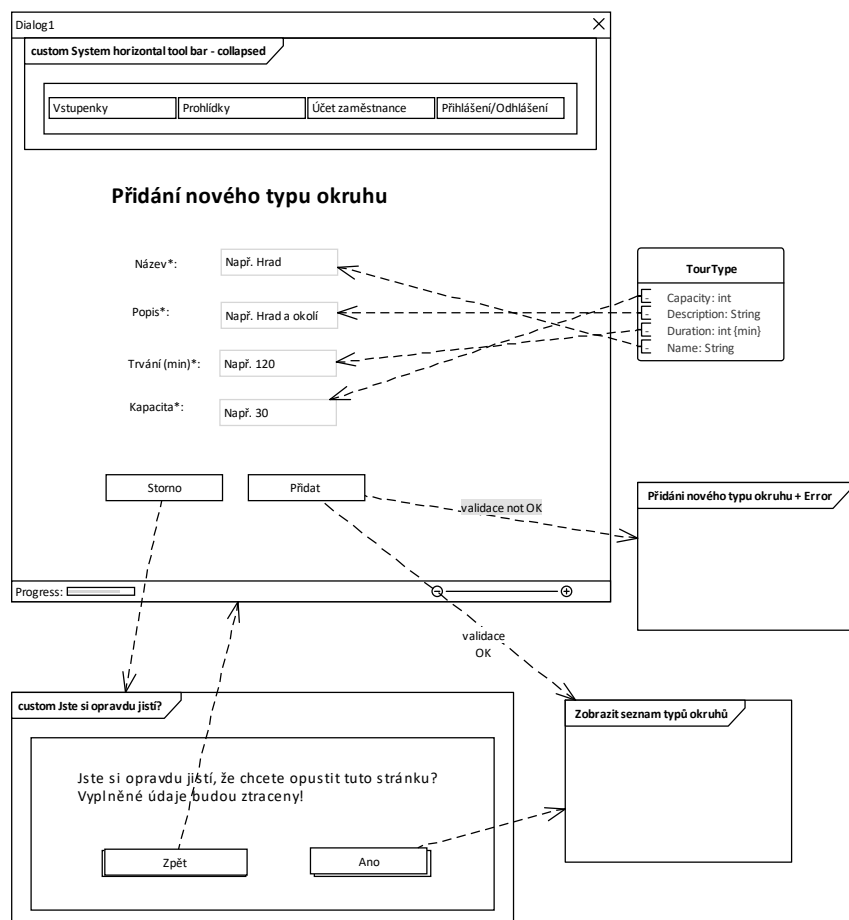 Dialog1
custom System horizontal tool bar - collapsed
Vstupenky
Prohlídky
Účet zaměstnance
Přihlášení/Odhlášení
Přidání nového typu okruhu
Název*:
Např. Hrad
Popis*:
Např. Hrad a okolí
Trvání (min)*:
Např. 120
Kapacita*:
Např. 30
TourType
- Capacity: int
- Description: String
- Duration: int {min}
- Name: String
Storno
Přidat
validace not OK
Přidáni nového typu okruhu + Error
Progress:
validace
OK
custom Jste si opravdu jistí?
Jste si opravdu jistí, že chcete opustit tuto stránku?
Vyplněné údaje budou ztraceny!
Zpět
Ano
Zobrazit seznam typů okruhů